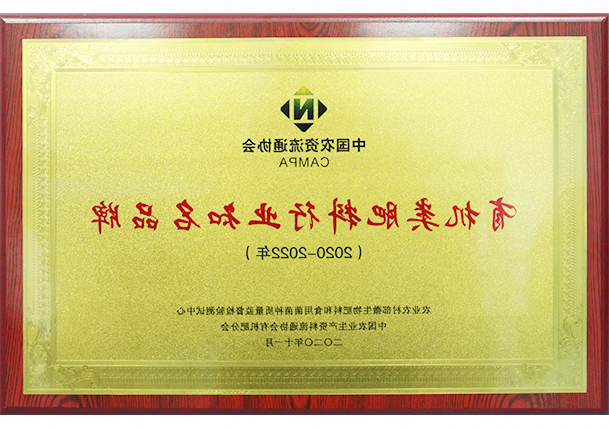 N
中国农资流通协会
CAMPA
有机类肥料行业知名品牌
（2020-2022年）
农业农村部微生物肥料和食用菌菌种质量监督检验测试中心
中国农业生产资料流通协会有机肥分会
二〇二〇年十一月